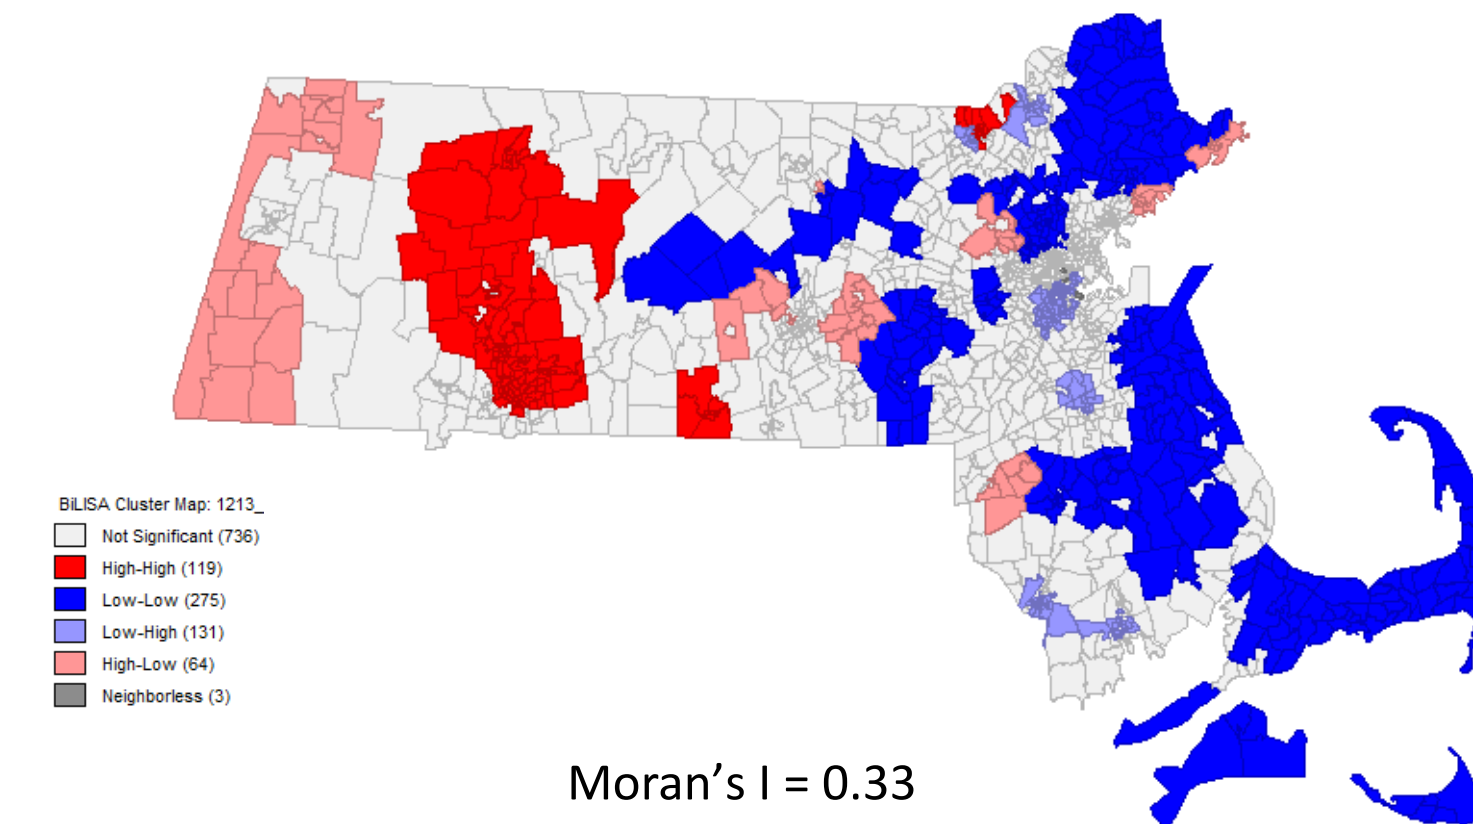 BiLISA Cluster Map: 1213_
Not Significant (736)
High-High (119)
Low-Low (275)
Low-High (131)
High-Low (64)
Neighborless (3)
Moran’s I = 0.33